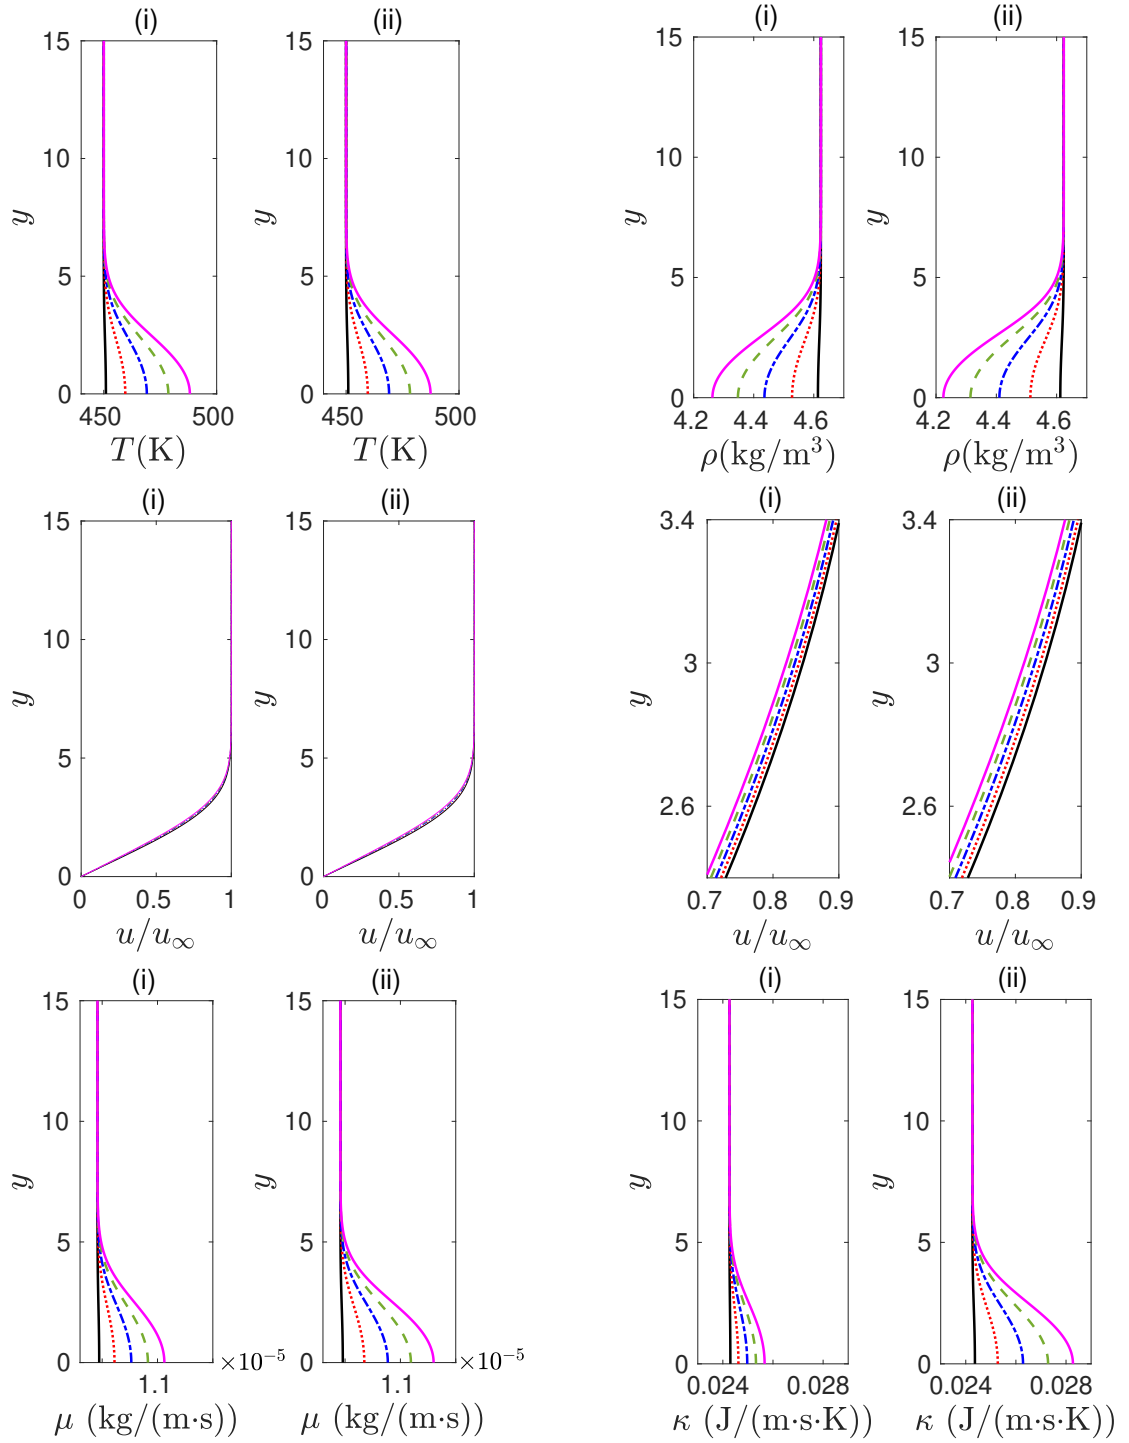 (i) (ii) (i) (ii)
15 15 15 15
10 10 10 10
y y y y
5 5 5 5
0 0 0 0
450 500 450 500 4.2 4.4 4.6 4.2 4.4 4.6
T(K) T(K) ρ(kg/m³) ρ(kg/m³)
(i) (ii) (i) (ii)
15 15 3.4 3.4
10 10 3 3
y y y y
5 5 2.6 2.6
0 0
0 0.5 1 0 0.5 1 0.7 0.8 0.9 0.7 0.8 0.9
u/u∞ u/u∞ u/u∞ u/u∞
(i) (ii) (i) (ii)
15 15 15 15
10 10 10 10
y y y y
5 5 5 5
0 ×10⁻⁵ 0 ×10⁻⁵ 0 0
1.1 1.1 0.024 0.028 0.024 0.028
μ (kg/(m·s)) μ (kg/(m·s)) κ (J/(m·s·K)) κ (J/(m·s·K))